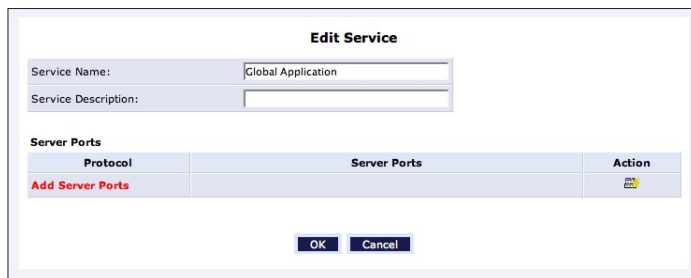 Edit Service
Service Name: Global Application
Service Description:
Server Ports
Protocol Server Ports Action
Add Server Ports
OK Cancel